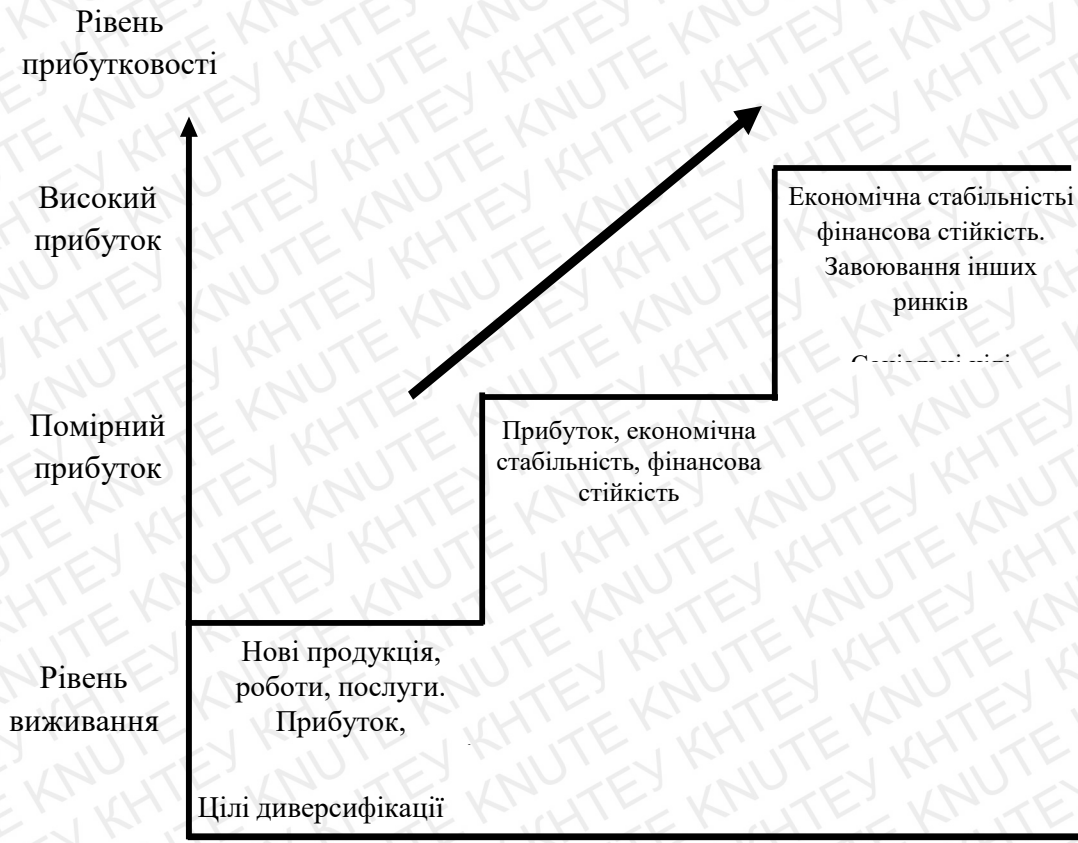 Рівень
прибутковості
Високий
прибуток
Економічна стабільністьі
фінансова стійкість.
Завоювання інших
ринків
Помірний
прибуток
Прибуток, економічна
стабільність, фінансова
стійкість
Рівень
виживання
Нові продукція,
роботи, послуги.
Прибуток,
Цілі диверсифікації